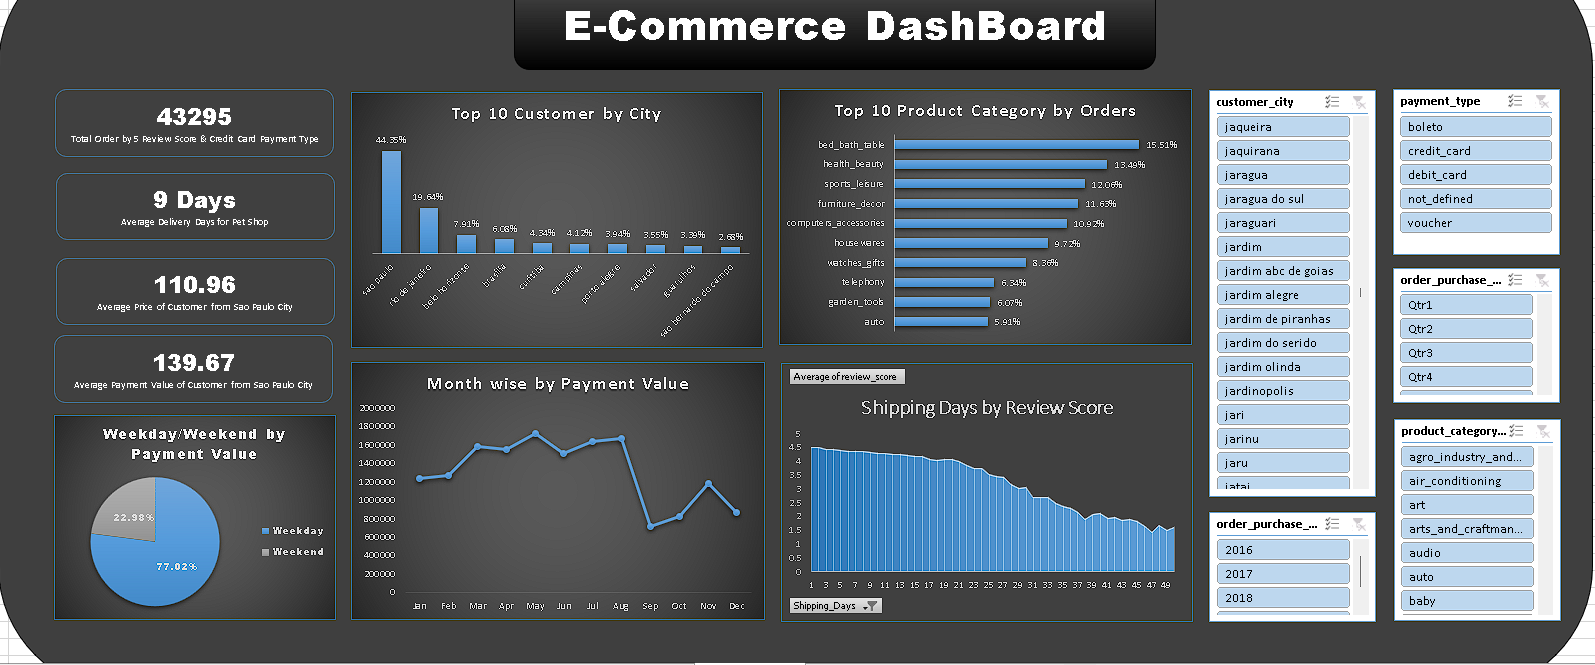 E-Commerce DashBoard
43295
Total Order by 5 Review Score & Credit Card Payment Type
9 Days
Average Delivery Days for Pet Shop
110.96
Average Price of Customer from Sao Paulo City
139.67
Average Payment Value of Customer from Sao Paulo City
Weekday/Weekend by
Payment Value
22.98%
77.02%
Weekday
Weekend
Top 10 Customer by City
44.35%
19.64%
7.91%
6.08%
4.34%
4.12%
3.94%
3.55%
3.39%
2.68%
sao paulo
rio de janeiro
belo horizonte
brasilia
curitiba
campinas
porto alegre
salvador
guarulhos
sao bernardo do campo
Month wise by Payment Value
2000000
1800000
1600000
1400000
1200000
1000000
800000
600000
400000
200000
0
Jan Feb Mar Apr May Jun Jul Aug Sep Oct Nov Dec
Top 10 Product Category by Orders
bed_bath_table 15.51%
health_beauty 13.49%
sports_leisure 12.06%
furniture_decor 11.63%
computers_accessories 10.92%
housewares 9.72%
watches_gifts 8.36%
telephony 6.34%
garden_tools 6.07%
auto 5.91%
Average of review_score
Shipping Days by Review Score
5
4.5
4
3.5
3
2.5
2
1.5
1
0.5
0
1 3 5 7 9 11 13 15 17 19 21 23 25 27 29 31 33 35 37 39 41 43 45 47 49
Shipping_Days
customer_city
jaqueira
jaquirana
jaragua
jaragua do sul
jaraguari
jardim
jardim abc de goias
jardim alegre
jardim de piranhas
jardim do serido
jardim olinda
jardinopolis
jari
jarinu
jaru
jatai
order_purchase_...
2016
2017
2018
payment_type
boleto
credit_card
debit_card
not_defined
voucher
order_purchase_...
Qtr1
Qtr2
Qtr3
Qtr4
product_category...
agro_industry_and...
air_conditioning
art
arts_and_craftman...
audio
auto
baby